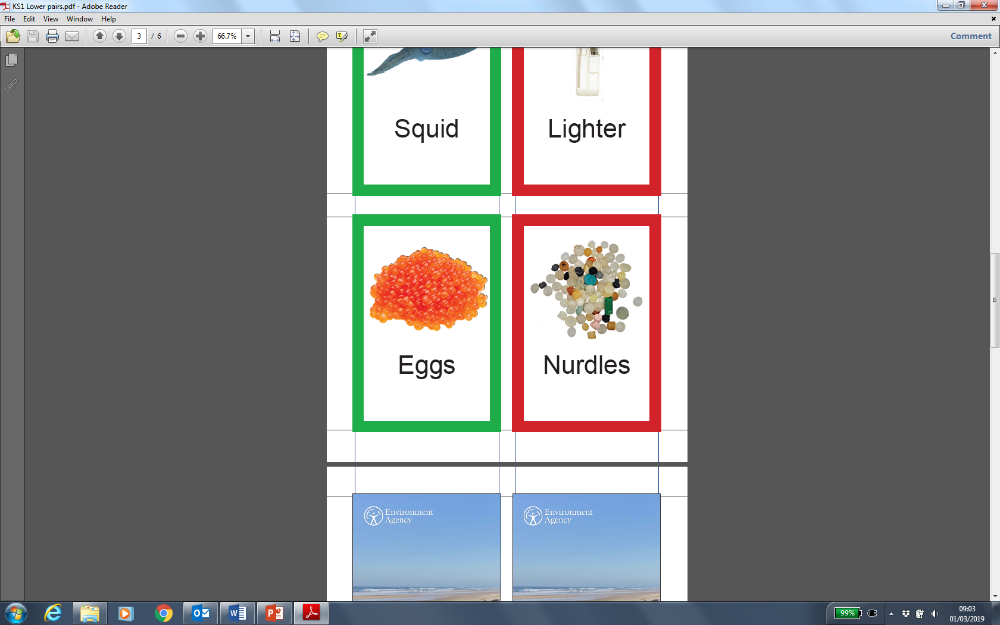 KS1 Lower pairs.pdf - Adobe Reader
File Edit View Window Help
3 / 6 66.7% Comment
Squid Lighter
Eggs Nurdles
Environment
Agency
Environment
Agency
99%
09:03
01/03/2019